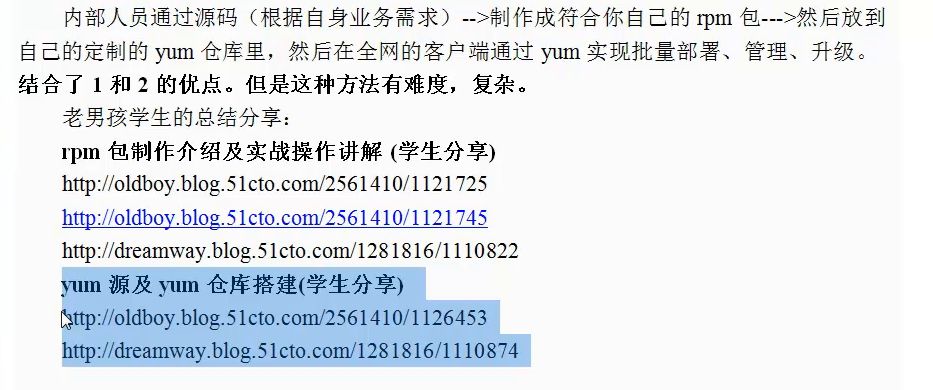 内部人员通过源码（根据自身业务需求）-->制作成符合你自己的 rpm 包--->然后放到
自己的定制的 yum 仓库里，然后在全网的客户端通过 yum 实现批量部署、管理、升级。
结合了 1 和 2 的优点。但是这种方法有难度，复杂。
老男孩学生的总结分享：
rpm 包制作介绍及实战操作讲解 (学生分享)
http://oldboy.blog.51cto.com/2561410/1121725
http://oldboy.blog.51cto.com/2561410/1121745
http://dreamway.blog.51cto.com/1281816/1110822
yum 源及 yum 仓库搭建(学生分享)
http://oldboy.blog.51cto.com/2561410/1126453
http://dreamway.blog.51cto.com/1281816/1110874